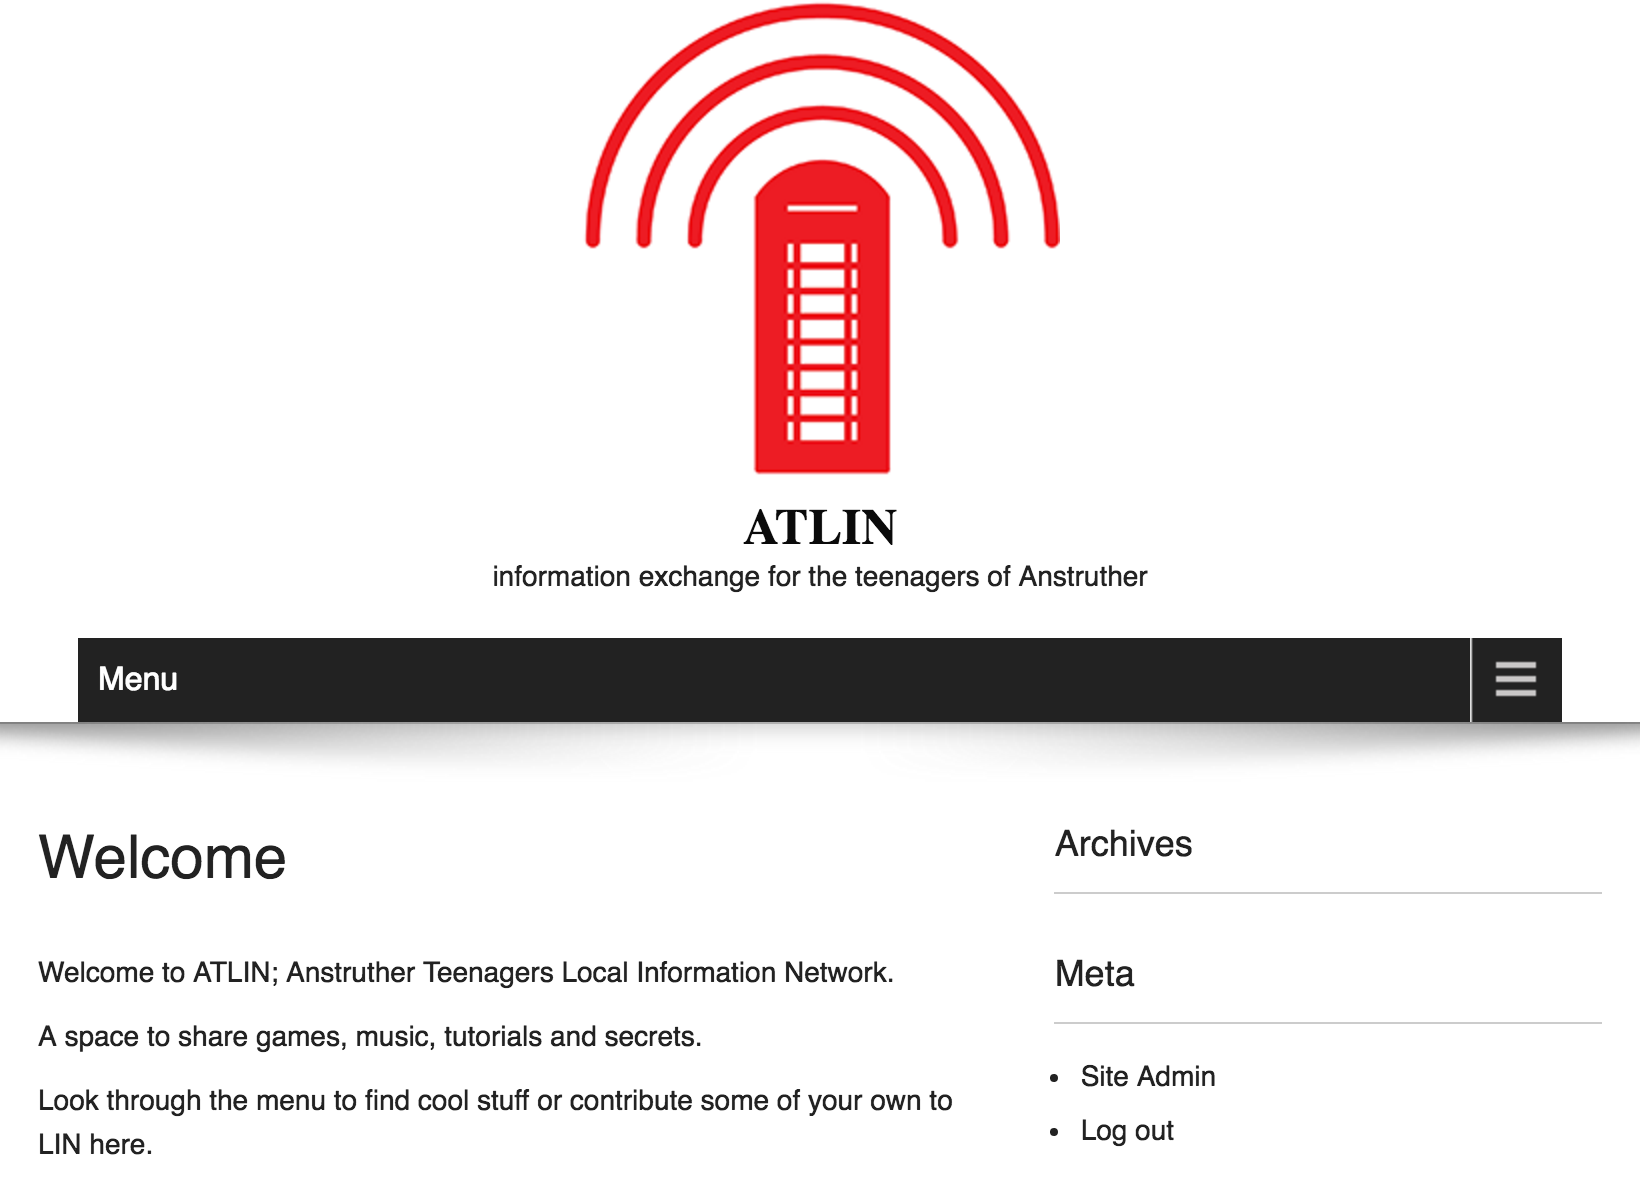 ATLIN
information exchange for the teenagers of Anstruther
Menu
Welcome
Welcome to ATLIN; Anstruther Teenagers Local Information Network.
A space to share games, music, tutorials and secrets.
Look through the menu to find cool stuff or contribute some of your own to
LIN here.
Archives
Meta
Site Admin
Log out